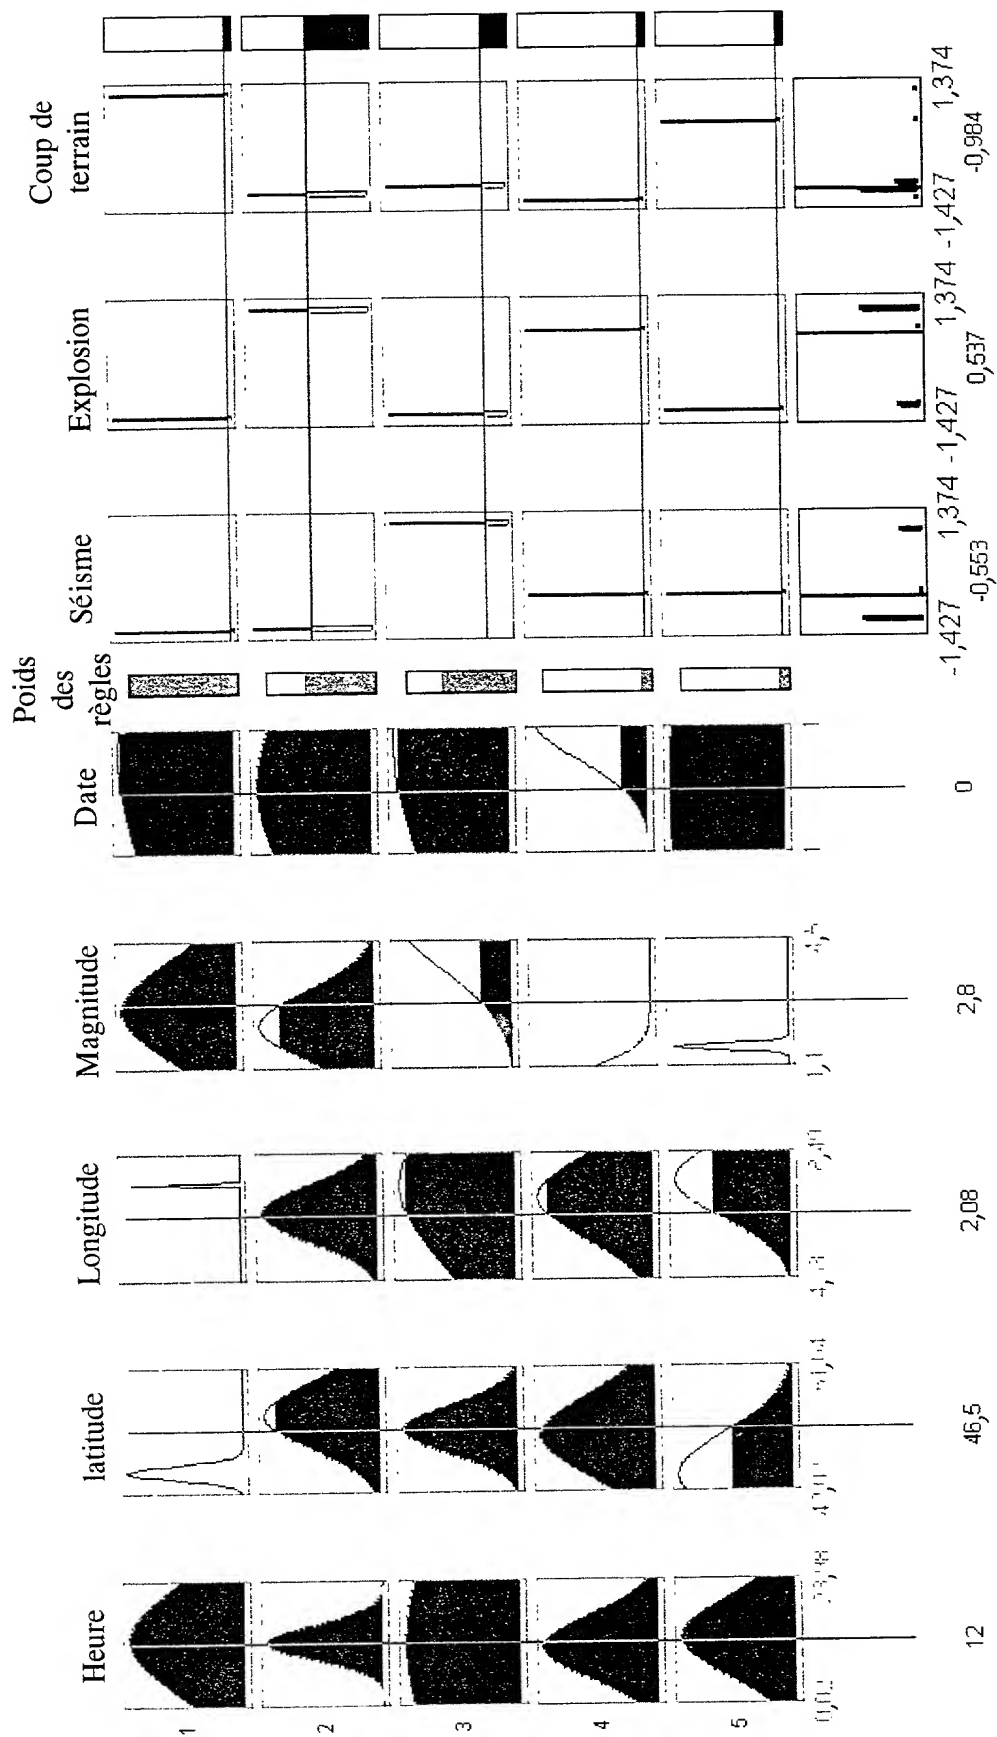 Heure
latitude
Longitude
Magnitude
Date
Poids
des
règles
Séisme
Explosion
Coup de
terrain
1
2
3
4
5
-1,427 1,374 -1,427 1,374 -1,427 1,374
12
46,5
2,08
2,8
0
-0,553
0,537
-0,984